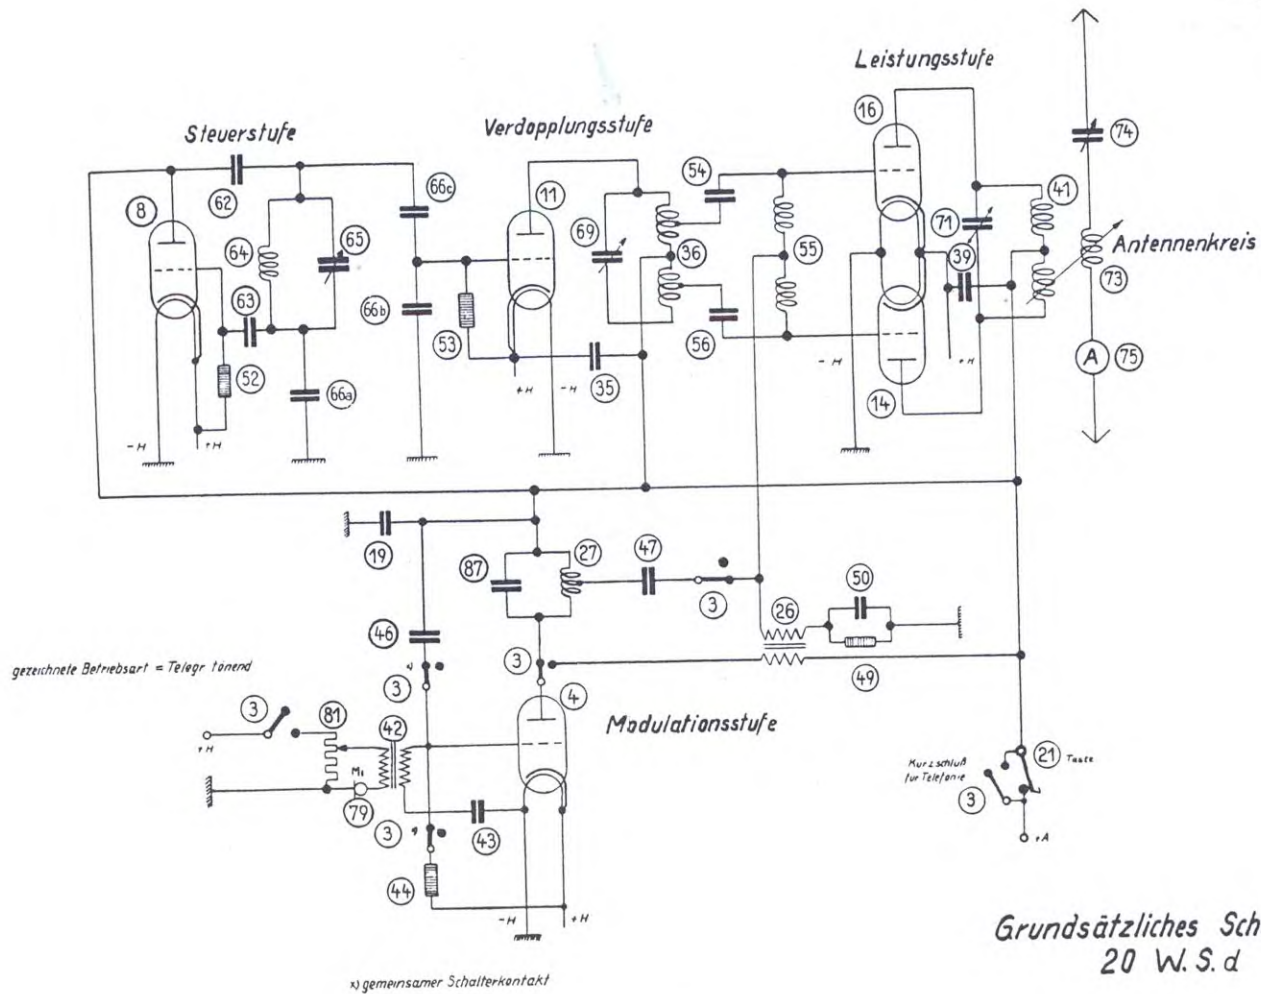 Leistungsstufe
16
74
Steuerstufe
Verdopplungsstufe
8
62
66c
11
54
71
41
64
65
69
36
55
39
Antennenkreis
73
63
66b
53
56
A
75
52
66a
35
14
-H
+H
+H
-H
-H
+H
19
87
27
47
3
50
26
46
49
gezeichnete Betriebsart = Telegr tönend
3
3
4
Modulationsstufe
3
81
42
+H
M1
79
Kurzschluß
für Telefonie
21
Taste
3
3
43
+A
44
-H
+H
Grundsätzliches Sch
20 W.S.d
x) gemeinsamer Schalterkontakt